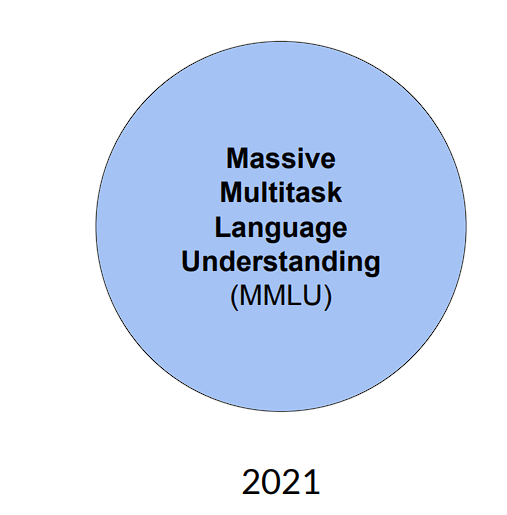 Massive
Multitask
Language
Understanding
(MMLU)
2021